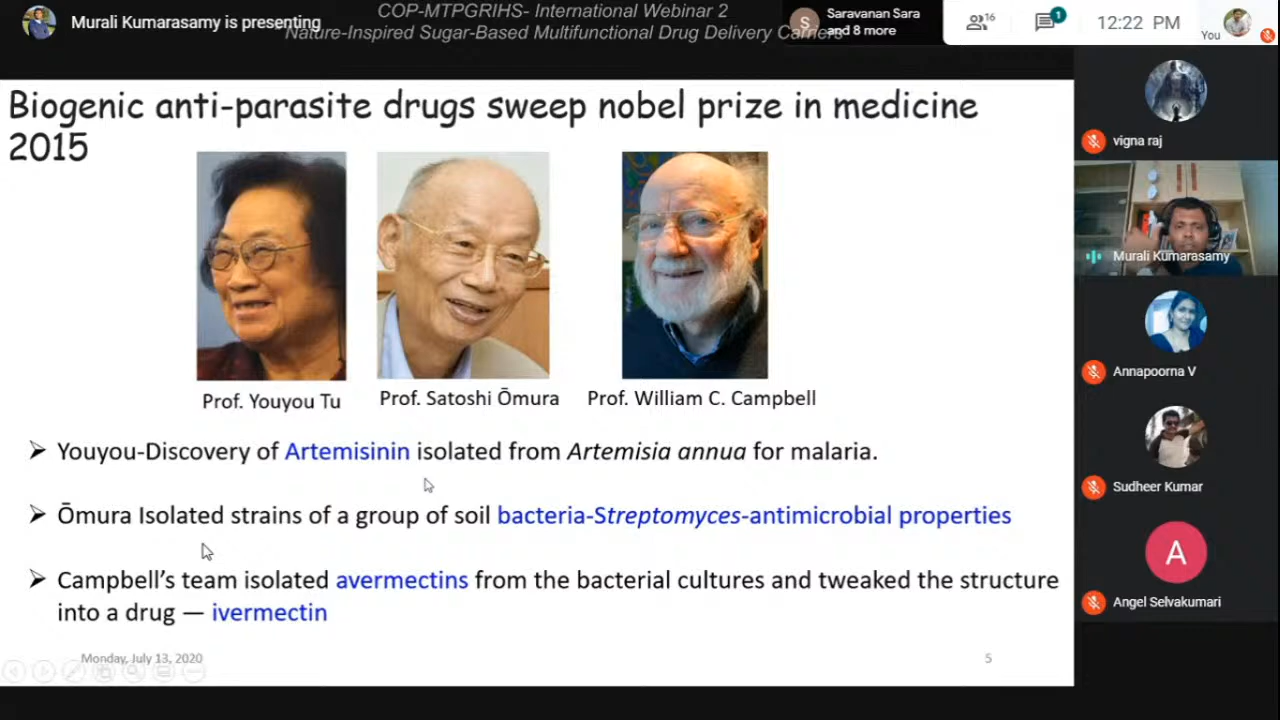 COP-MTPGRIHS- International Webinar 2
Murali Kumarasamy is presenting
Nature-Inspired Sugar-Based Multifunctional Drug Delivery Carriers
Saravanan Sara
and 8 more
S
16
1
12:22 PM
You
Biogenic anti-parasite drugs sweep nobel prize in medicine
2015
Prof. Youyou Tu
Prof. Satoshi Ōmura
Prof. William C. Campbell
Youyou-Discovery of Artemisinin isolated from Artemisia annua for malaria.
Ōmura Isolated strains of a group of soil bacteria-Streptomyces-antimicrobial properties
Campbell’s team isolated avermectins from the bacterial cultures and tweaked the structure
into a drug — ivermectin
Monday, July 13, 2020
5
vigna raj
Murali Kumarasamy
Annapoorna V
Sudheer Kumar
A
Angel Selvakumari